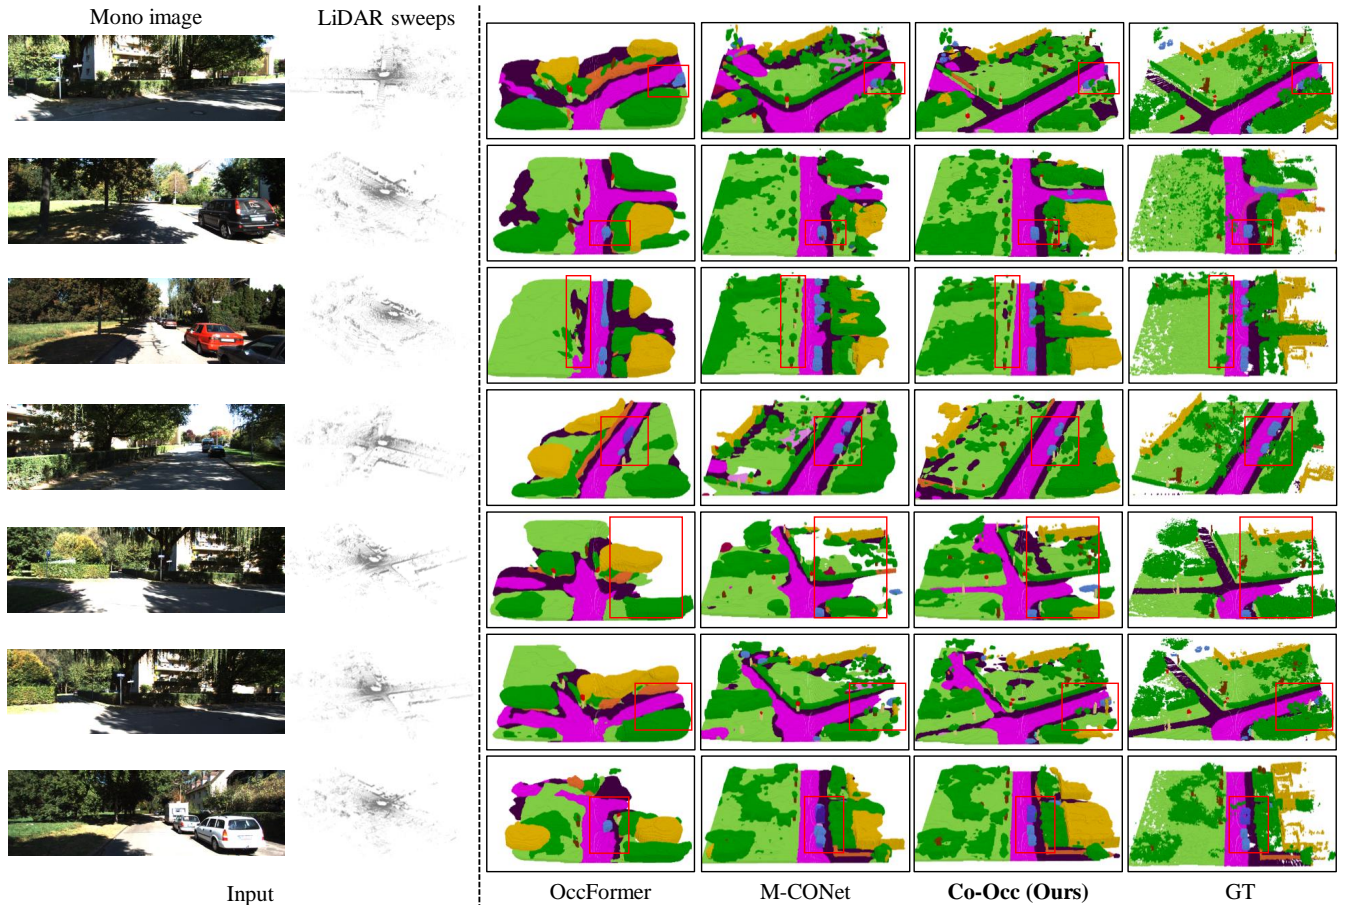 Mono image
LiDAR sweeps
Input
OccFormer
M-CONet
Co-Occ (Ours)
GT